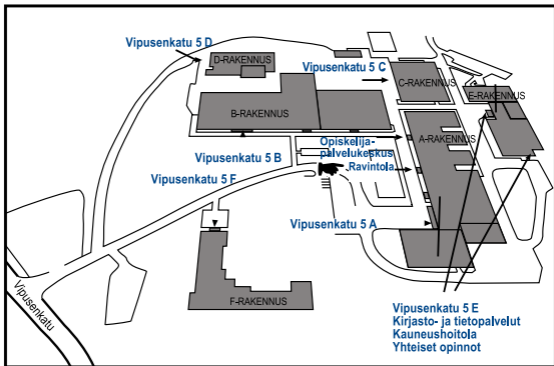 Vipusenkatu 5 D
D-RAKENNUS
Vipusenkatu 5 C
C-RAKENNUS
E-RAKENNUS
B-RAKENNUS
A-RAKENNUS
Opiskelija-
palvelukeskus
Ravintola
Vipusenkatu 5 B
Vipusenkatu 5 F
Vipusenkatu 5 A
F-RAKENNUS
Vipusenkatu
Vipusenkatu 5 E
Kirjasto- ja tietopalvelut
Kauneushoitola
Yhteiset opinnot